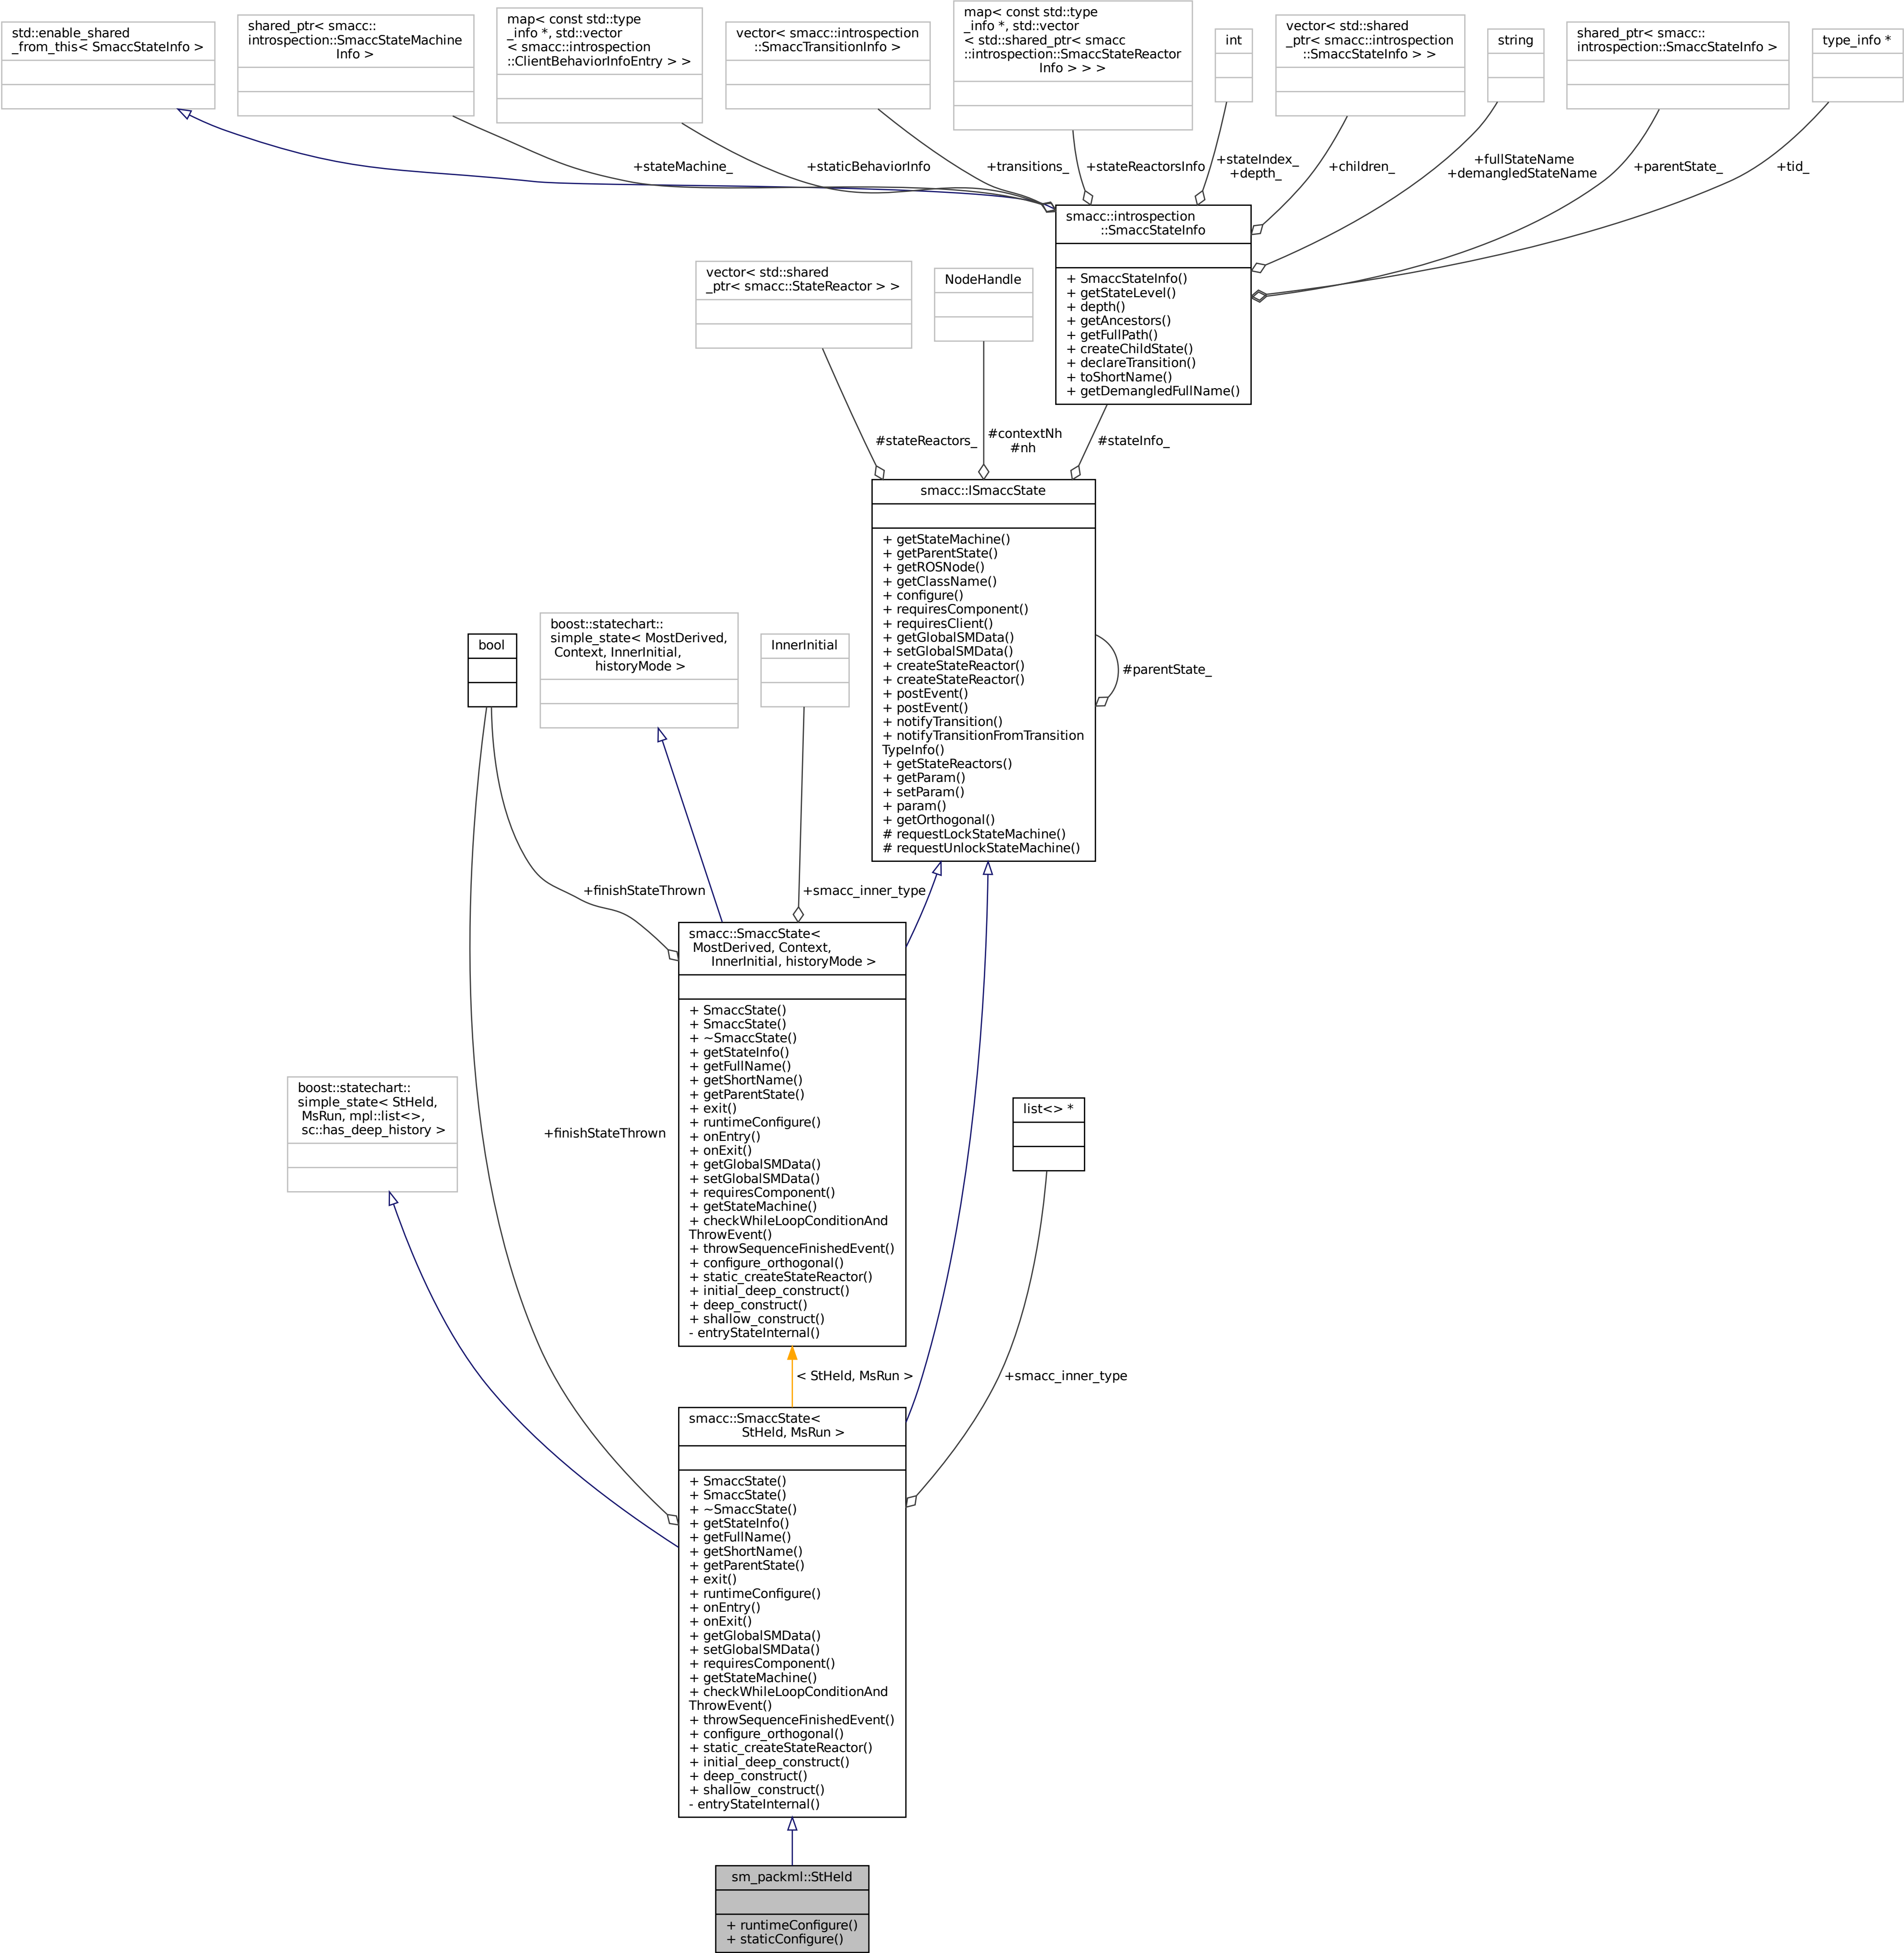 std::enable_shared
_from_this< SmaccStateInfo >
shared_ptr< smacc::
introspection::SmaccStateMachine
Info >
map< const std::type
_info *, std::vector
< smacc::introspection
::ClientBehaviorInfoEntry > >
vector< smacc::introspection
::SmaccTransitionInfo >
map< const std::type
_info *, std::vector
< std::shared_ptr< smacc
::introspection::SmaccStateReactor
Info > > >
int
vector< std::shared
_ptr< smacc::introspection
::SmaccStateInfo > >
string
shared_ptr< smacc::
introspection::SmaccStateInfo >
type_info *
+stateMachine_
+staticBehaviorInfo
+transitions_
+stateReactorsInfo
+stateIndex_
+depth_
+children_
+fullStateName
+demangledStateName
+parentState_
+tid_
smacc::introspection
::SmaccStateInfo
+ SmaccStateInfo()
+ getStateLevel()
+ depth()
+ getAncestors()
+ getFullPath()
+ createChildState()
+ declareTransition()
+ toShortName()
+ getDemangledFullName()
vector< std::shared
_ptr< smacc::StateReactor > >
NodeHandle
#stateReactors_
#contextNh
#nh
#stateInfo_
smacc::ISmaccState
+ getStateMachine()
+ getParentState()
+ getROSNode()
+ getClassName()
+ configure()
+ requiresComponent()
+ requiresClient()
+ getGlobalSMData()
+ setGlobalSMData()
+ createStateReactor()
+ createStateReactor()
+ postEvent()
+ postEvent()
+ notifyTransition()
+ notifyTransitionFromTransition
TypeInfo()
+ getStateReactors()
+ getParam()
+ setParam()
+ param()
+ getOrthogonal()
# requestLockStateMachine()
# requestUnlockStateMachine()
#parentState_
bool
boost::statechart::
simple_state< MostDerived,
Context, InnerInitial,
historyMode >
InnerInitial
+finishStateThrown
+smacc_inner_type
smacc::SmaccState<
MostDerived, Context,
InnerInitial, historyMode >
+ SmaccState()
+ SmaccState()
+ ~SmaccState()
+ getStateInfo()
+ getFullName()
+ getShortName()
+ getParentState()
+ exit()
+ runtimeConfigure()
+ onEntry()
+ onExit()
+ getGlobalSMData()
+ setGlobalSMData()
+ requiresComponent()
+ getStateMachine()
+ checkWhileLoopConditionAnd
ThrowEvent()
+ throwSequenceFinishedEvent()
+ configure_orthogonal()
+ static_createStateReactor()
+ initial_deep_construct()
+ deep_construct()
+ shallow_construct()
- entryStateInternal()
boost::statechart::
simple_state< StHeld,
MsRun, mpl::list<>,
sc::has_deep_history >
+finishStateThrown
list<> *
< StHeld, MsRun >
+smacc_inner_type
smacc::SmaccState<
StHeld, MsRun >
+ SmaccState()
+ SmaccState()
+ ~SmaccState()
+ getStateInfo()
+ getFullName()
+ getShortName()
+ getParentState()
+ exit()
+ runtimeConfigure()
+ onEntry()
+ onExit()
+ getGlobalSMData()
+ setGlobalSMData()
+ requiresComponent()
+ getStateMachine()
+ checkWhileLoopConditionAnd
ThrowEvent()
+ throwSequenceFinishedEvent()
+ configure_orthogonal()
+ static_createStateReactor()
+ initial_deep_construct()
+ deep_construct()
+ shallow_construct()
- entryStateInternal()
sm_packml::StHeld
+ runtimeConfigure()
+ staticConfigure()